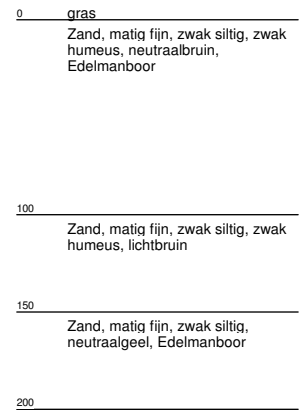 0 gras
Zand, matig fijn, zwak siltig, zwak
humeus, neutraalbruin,
Edelmanboor
100
Zand, matig fijn, zwak siltig, zwak
humeus, lichtbruin
150
Zand, matig fijn, zwak siltig,
neutraalgeel, Edelmanboor
200